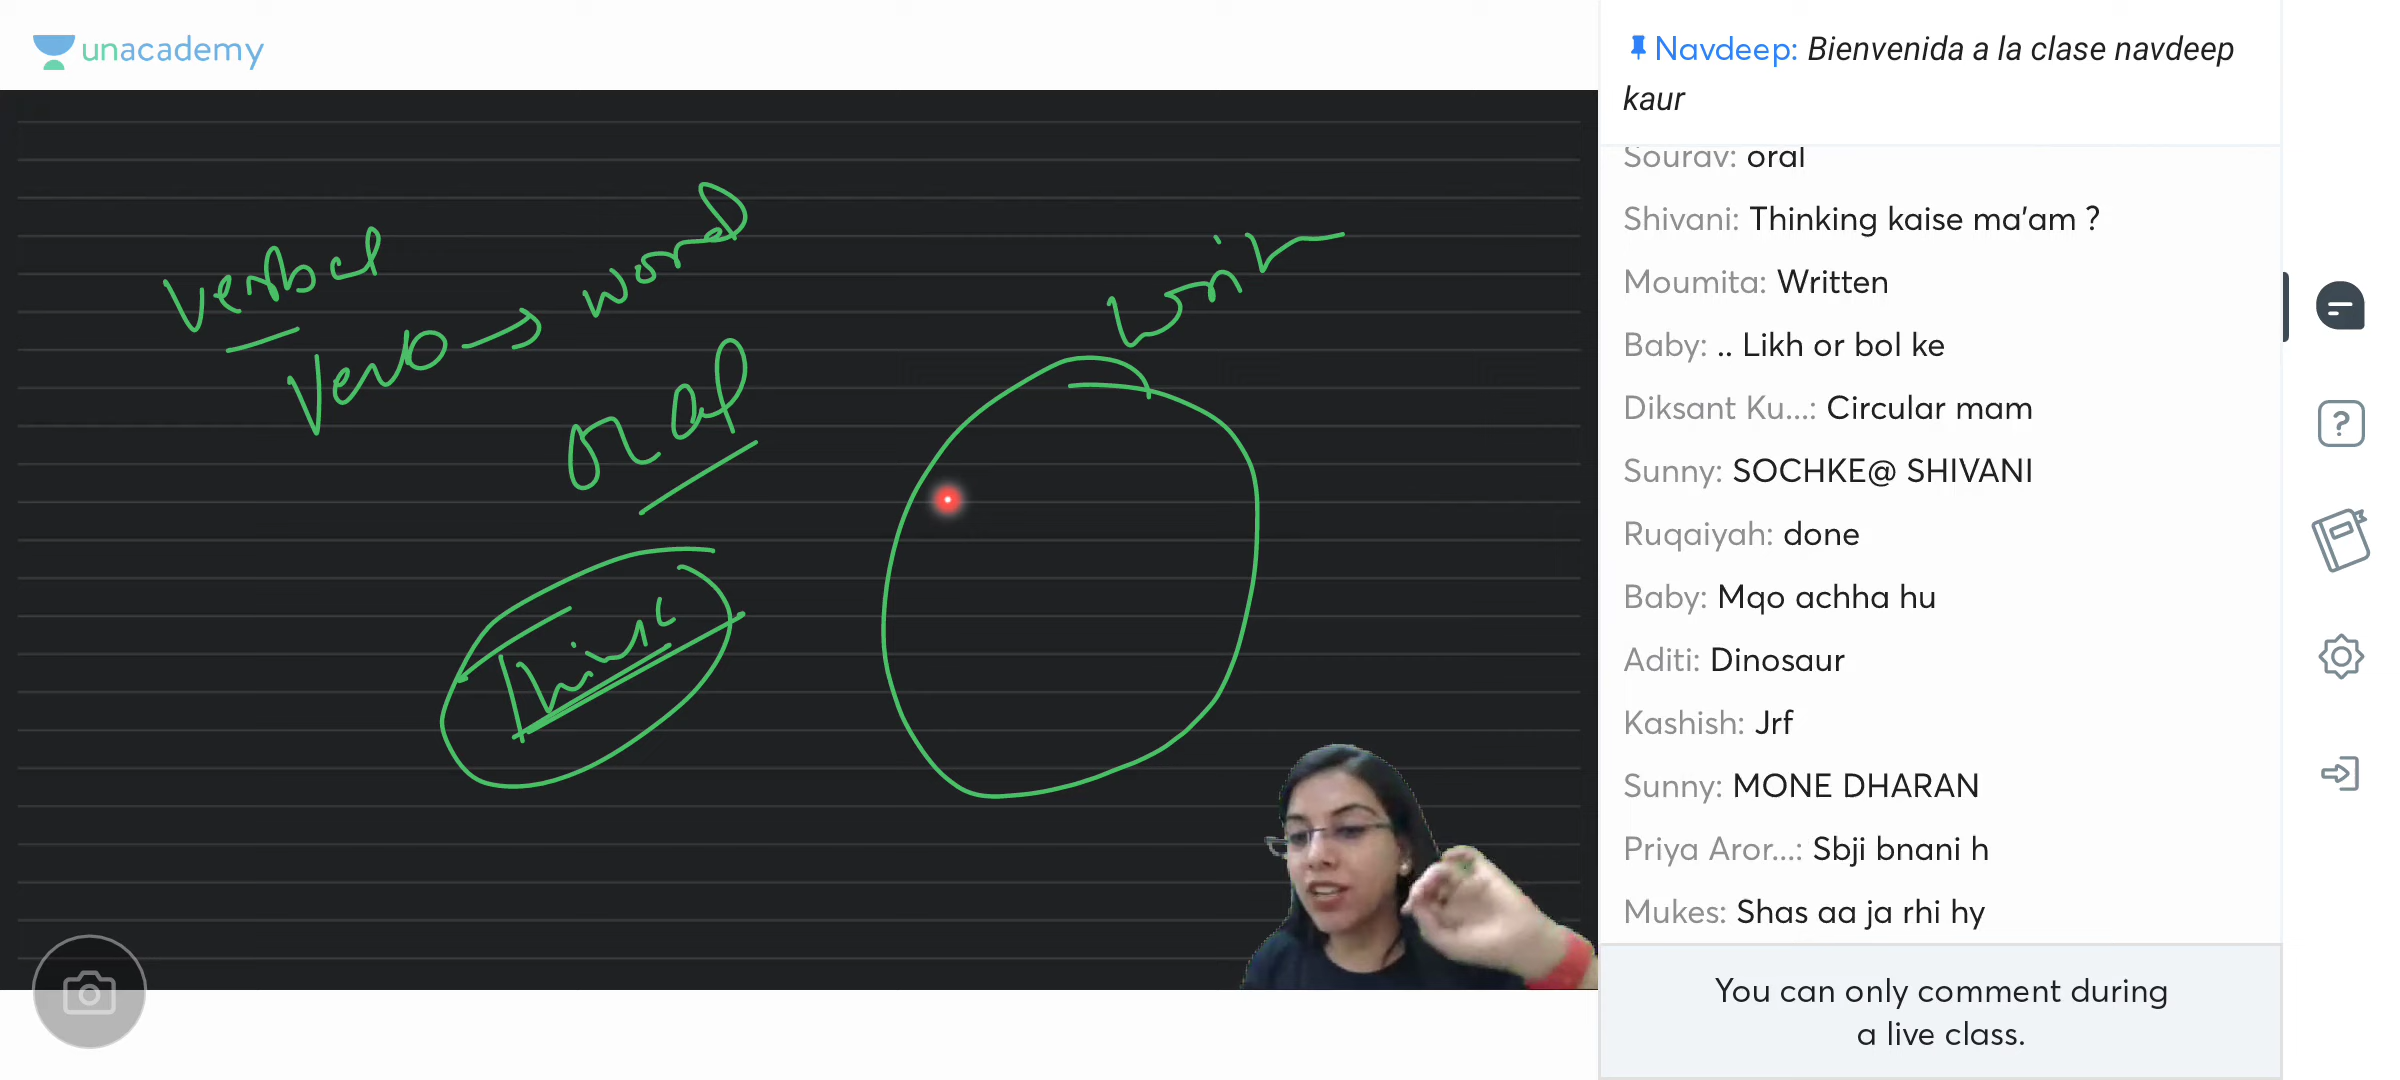 unacademy
verbal
Verb → word
oral
Think
Navdeep: Bienvenida a la clase navdeep
kaur
Sourav: oral
Shivani: Thinking kaise ma'am ?
Moumita: Written
Baby: .. Likh or bol ke
Diksant Ku...: Circular mam
Sunny: SOCHKE@ SHIVANI
Ruqaiyah: done
Baby: Mqo achha hu
Aditi: Dinosaur
Kashish: Jrf
Sunny: MONE DHARAN
Priya Aror...: Sbji bnani h
Mukes: Shas aa ja rhi hy
You can only comment during
a live class.